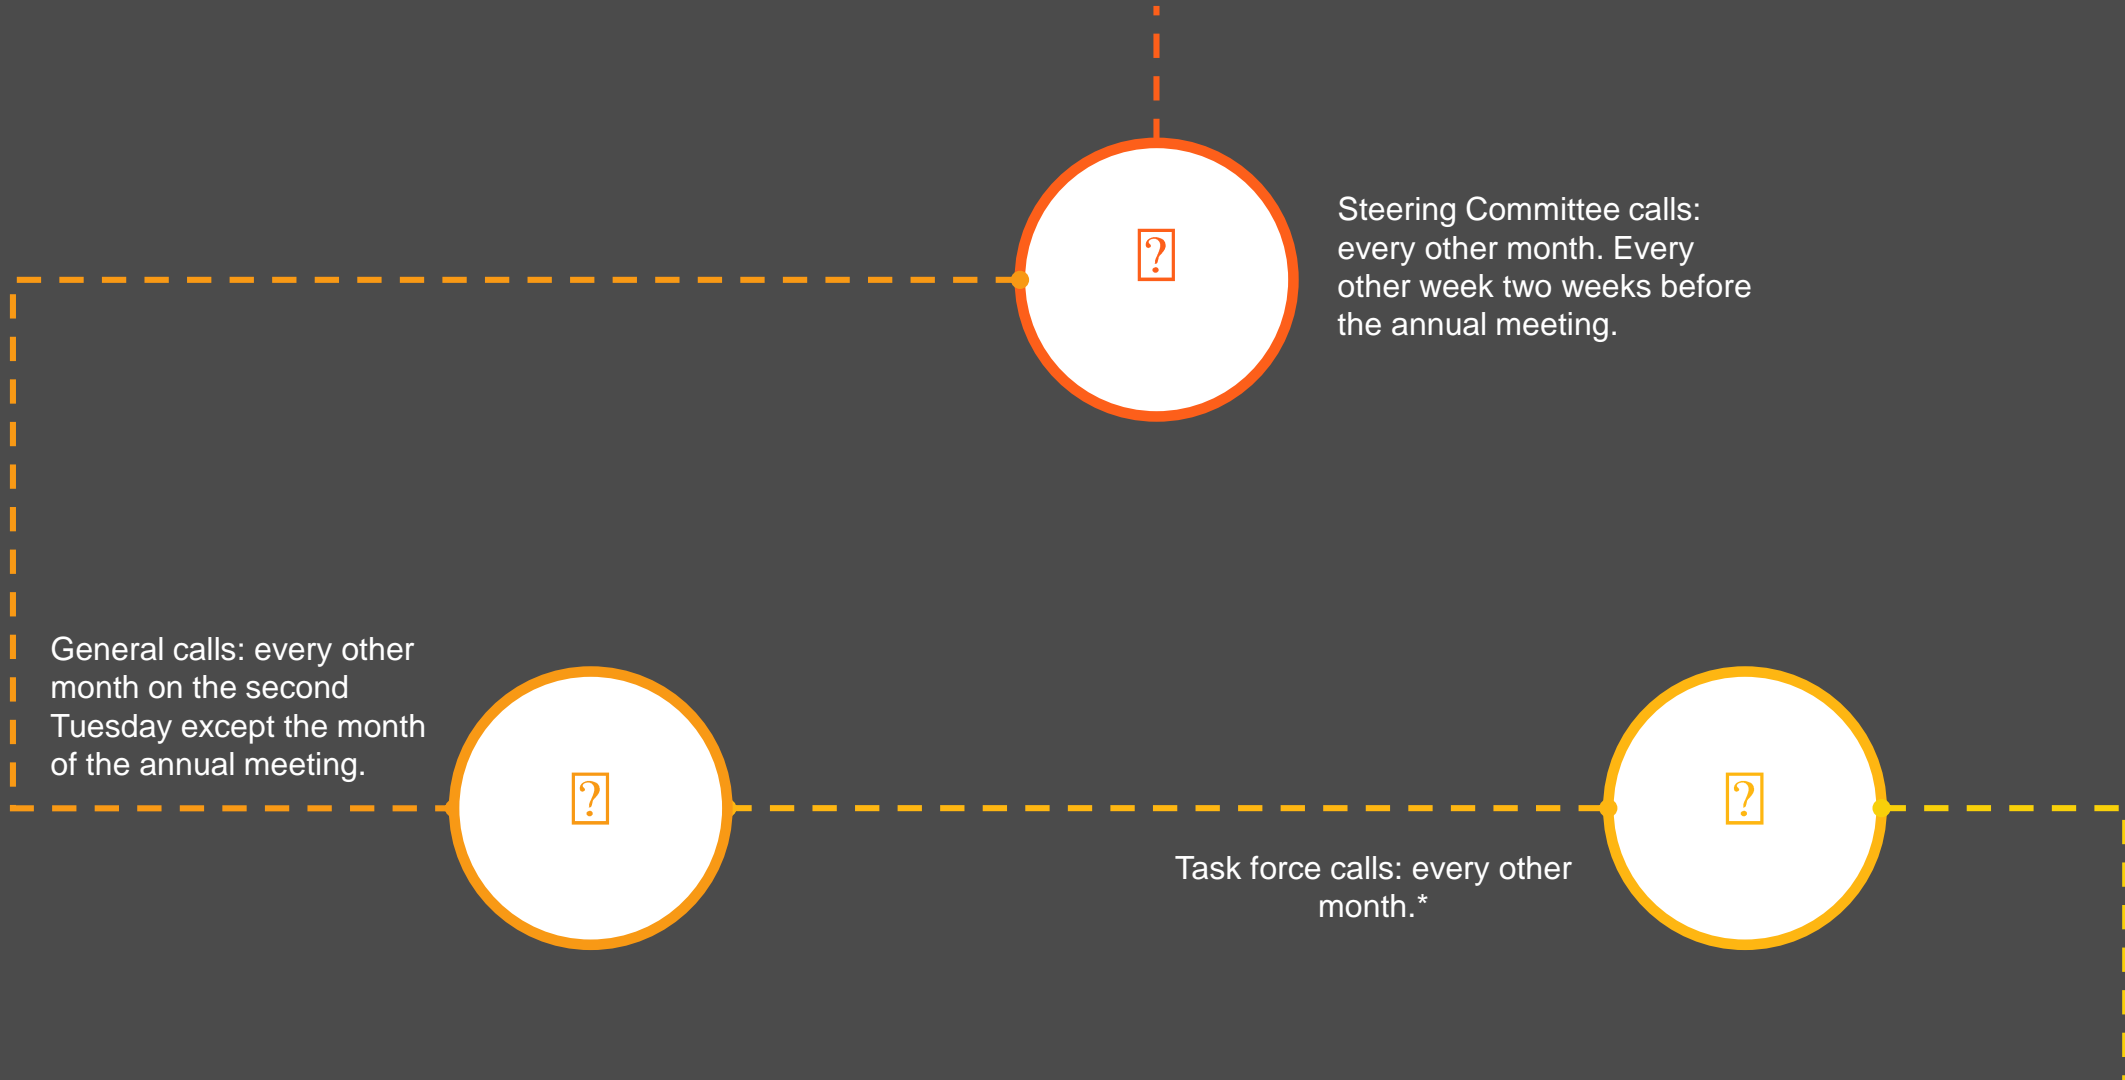 Steering Committee calls:
every other month. Every
other week two weeks before
the annual meeting.
General calls: every other
month on the second
Tuesday except the month
of the annual meeting.
Task force calls: every other
month.*